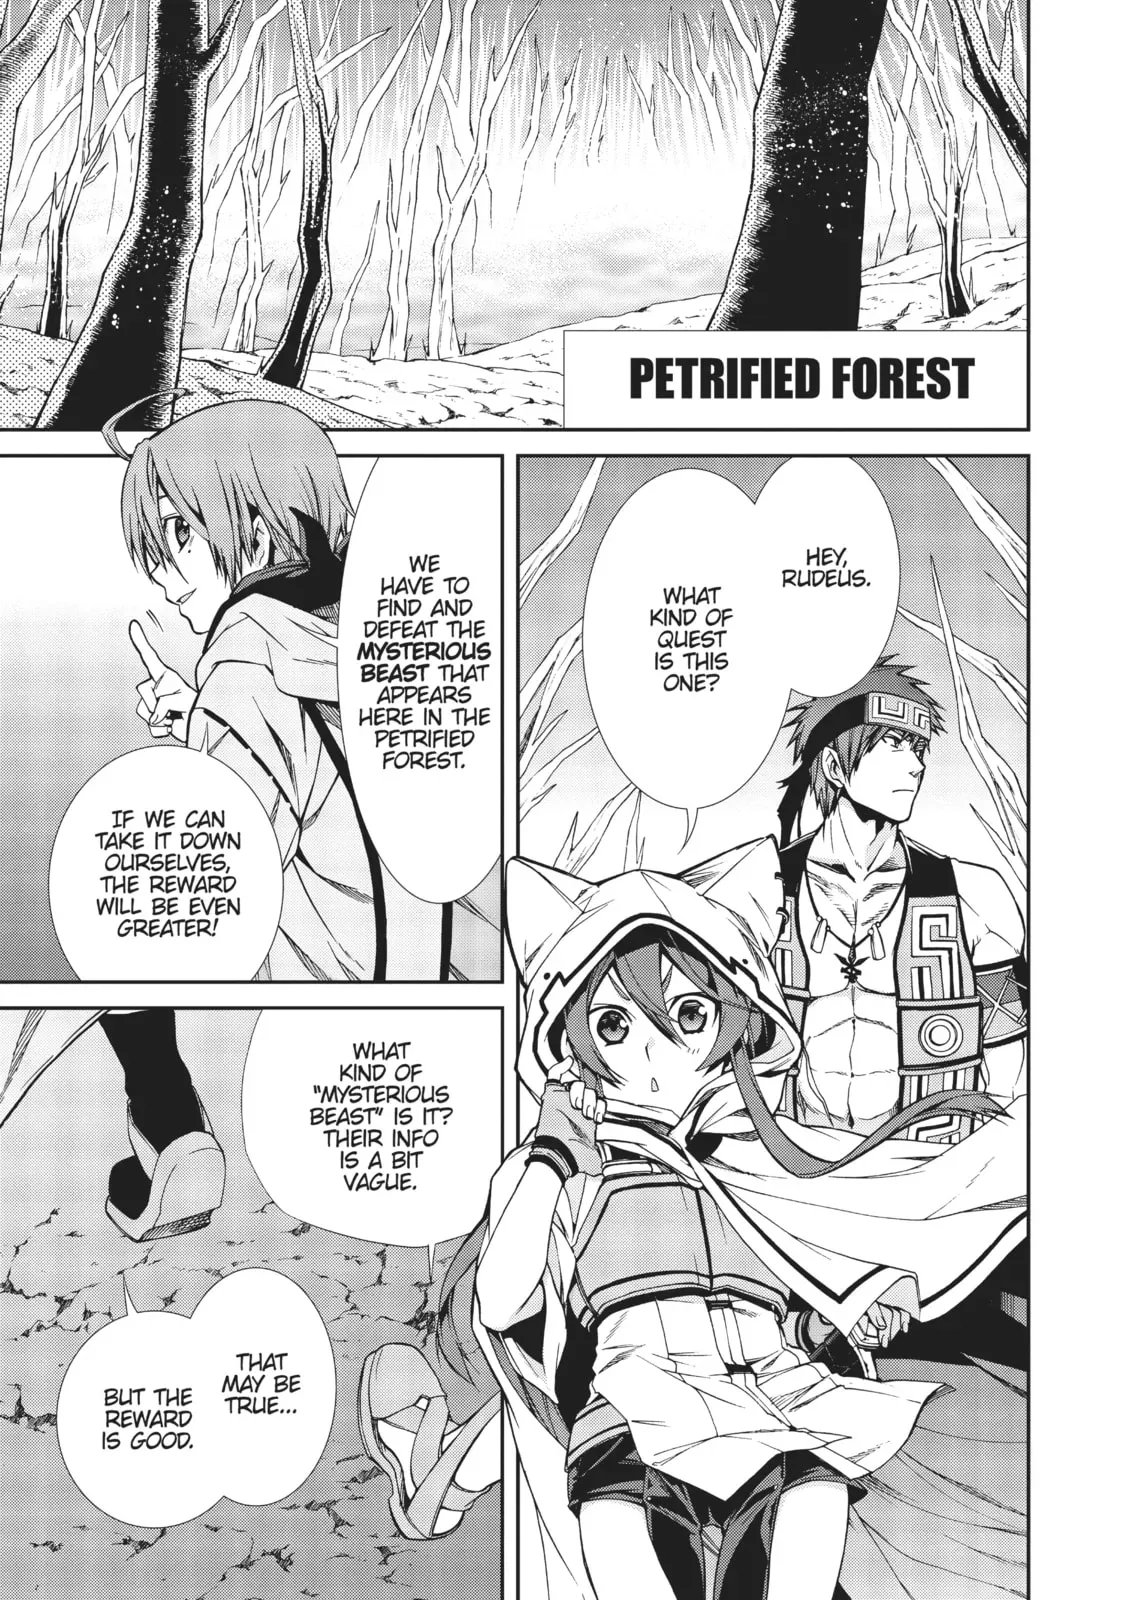 PETRIFIED FOREST
HEY,
RUDEUS.
WHAT
KIND OF
QUEST
IS THIS
ONE?
WE
HAVE TO
FIND AND
DEFEAT THE
MYSTERIOUS
BEAST THAT
APPEARS
HERE IN THE
PETRIFIED
FOREST.
IF WE CAN
TAKE IT DOWN
OURSELVES,
THE REWARD
WILL BE EVEN
GREATER!
WHAT
KIND OF
"MYSTERIOUS
BEAST" IS IT?
THEIR INFO
IS A BIT
VAGUE.
THAT
MAY BE
TRUE...
BUT THE
REWARD
IS GOOD.